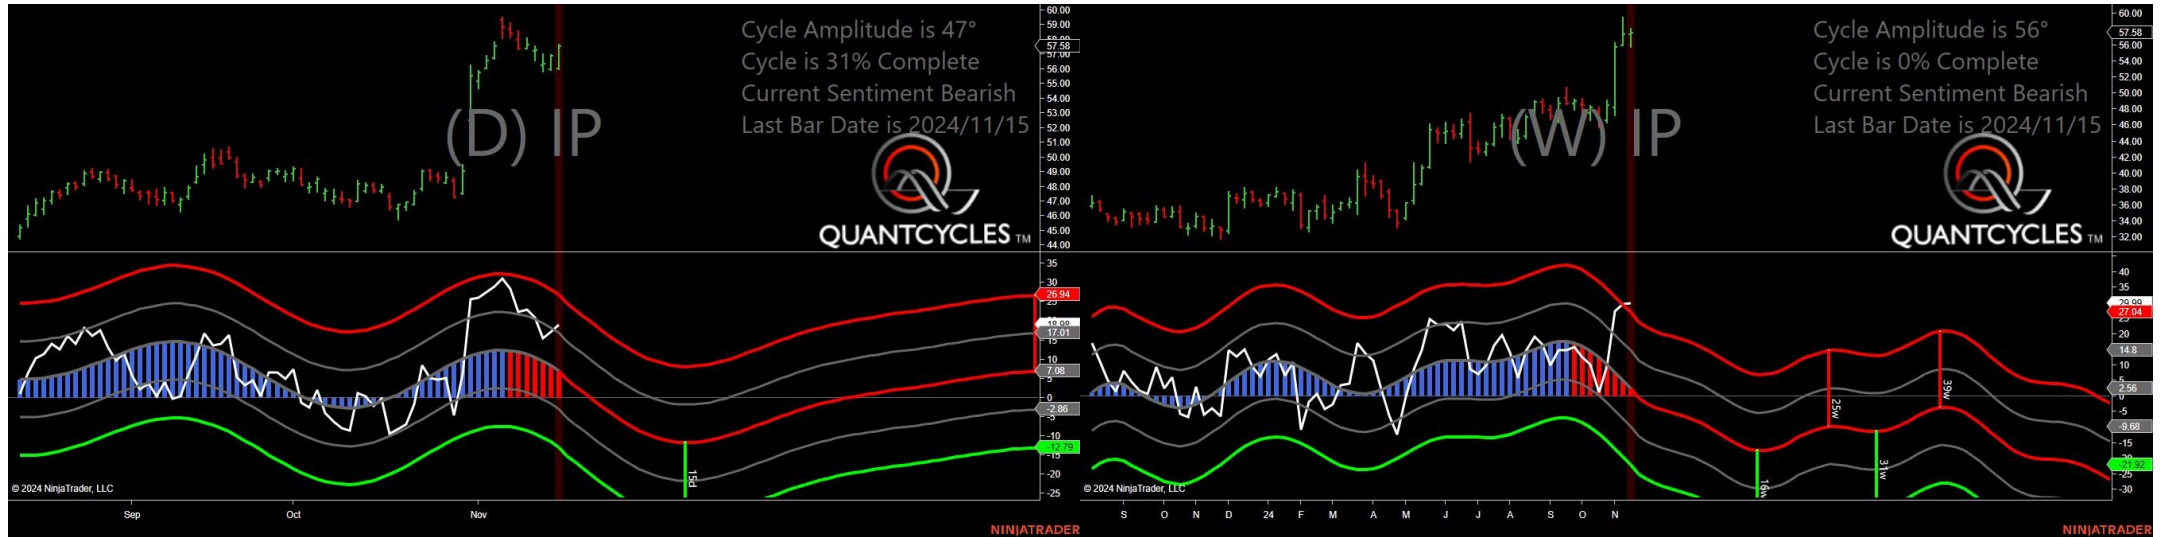 Cycle Amplitude is 47°
Cycle is 31% Complete
Current Sentiment Bearish
Last Bar Date is 2024/11/15
(D) IP
QUANTCYCLES TM
60.00
59.00
57.58
57.00
56.00
55.00
54.00
53.00
52.00
51.00
50.00
49.00
48.00
47.00
46.00
45.00
44.00
35
30
26.94
25
18.98
17.01
15
10
7.08
5
0
-2.86
-5
-10
-12.79
-15
-20
-25
15d
© 2024 NinjaTrader, LLC
Sep Oct Nov
NINJATRADER
Cycle Amplitude is 56°
Cycle is 0% Complete
Current Sentiment Bearish
Last Bar Date is 2024/11/15
(W) IP
QUANTCYCLES TM
60.00
57.58
56.00
54.00
52.00
50.00
48.00
46.00
44.00
42.00
40.00
38.00
36.00
34.00
32.00
40
35
29.99
27.04
20
14.8
10
5
2.56
0
-5
-9.68
-15
-21.92
-25
-30
16w
25w
31w
39w
© 2024 NinjaTrader, LLC
S O N D 24 F M A M J J A S O N
NINJATRADER